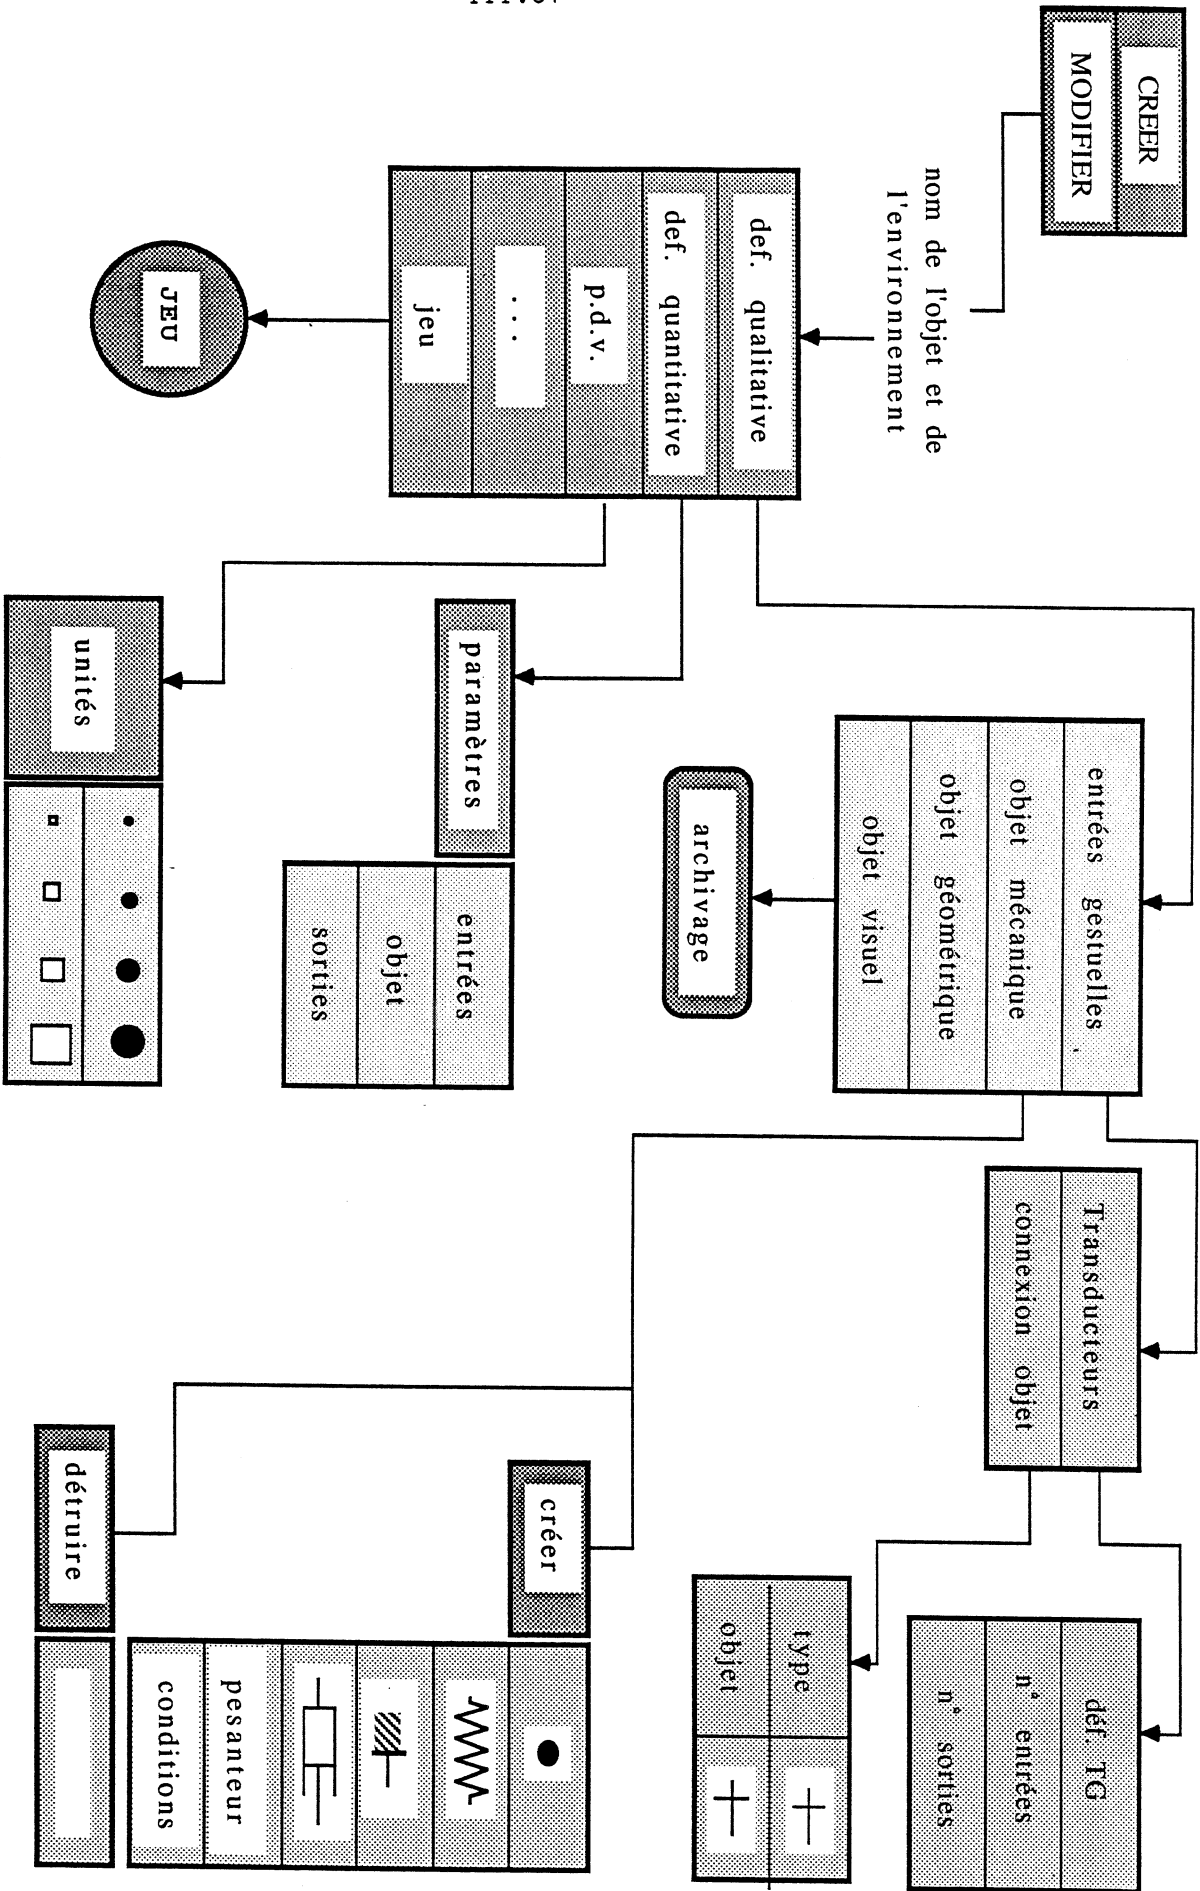 CREER
MODIFIER
nom de l'objet et de
l'environnement
def. qualitative
def. quantitative
p.d.v.
...
jeu
JEU
entrées gestuelles
objet mécanique
objet géométrique
objet visuel
archivage
paramètres
entrées
objet
sorties
unités
Transducteurs
connexion objet
déf. TG
n° entrées
n° sorties
type
objet
créer
pesanteur
conditions
détruire